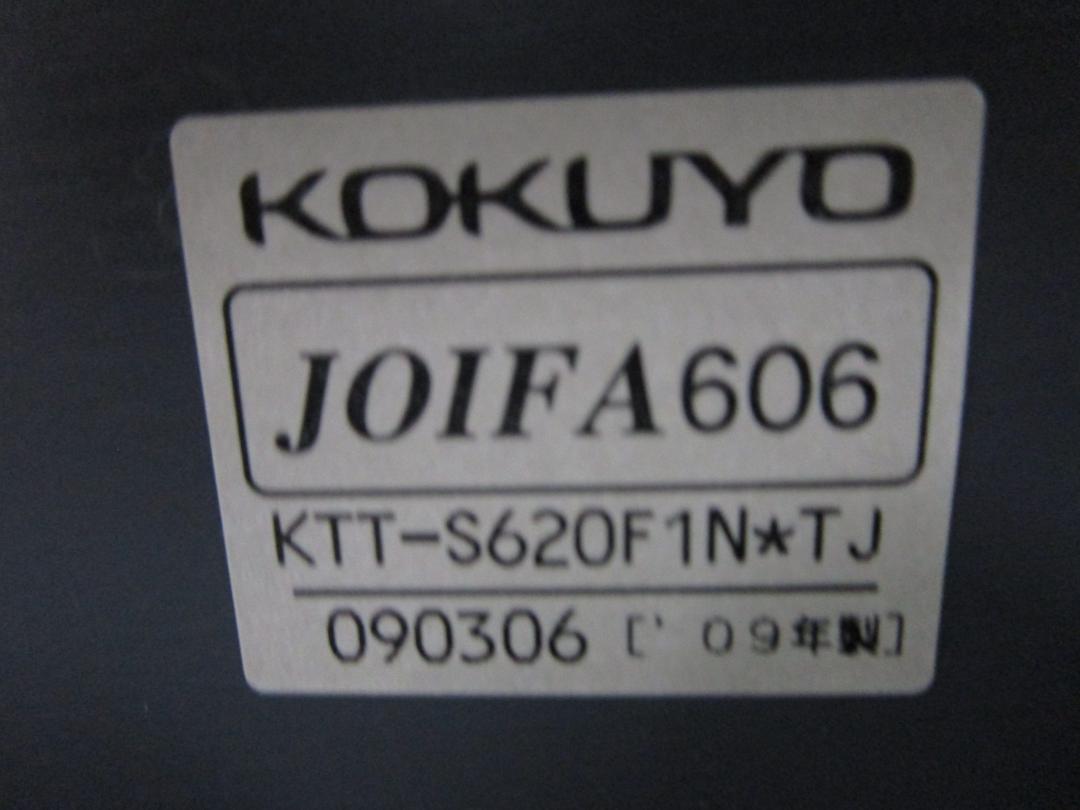 KOKUYO
JOIFA606
KTT-S620F1N*TJ
090306 [' 09年製]